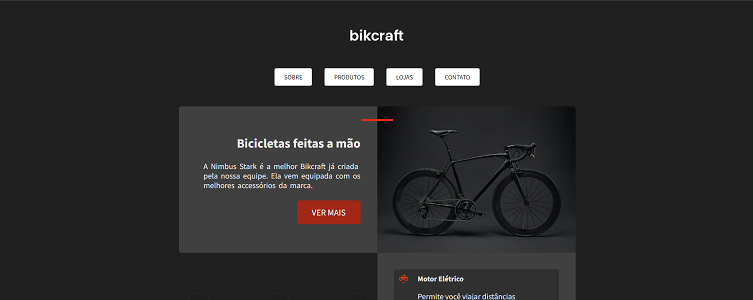 bikcraft
SOBRE
PRODUTOS
LOJAS
CONTATO
Bicicletas feitas a mão
A Nimbus Stark é a melhor Bikcraft já criada
pela nossa equipe. Ela vem equipada com os
melhores accessórios da marca.
VER MAIS
Motor Elétrico
Permite você viajar distâncias